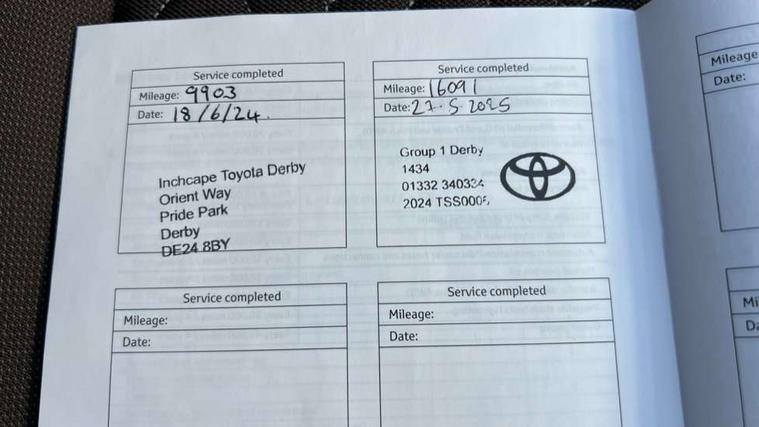 Service completed
Mileage: 9903
Date: 18/6/24.
Inchcape Toyota Derby
Orient Way
Pride Park
Derby
DE24 8BY
Service completed
Mileage: 16091
Date: 27.5.2025
Group 1 Derby
1434
01332 340334
2024
Service completed
Mileage:
Date:
Service completed
Mileage:
Date:
Mileage
Date:
Mi
Da